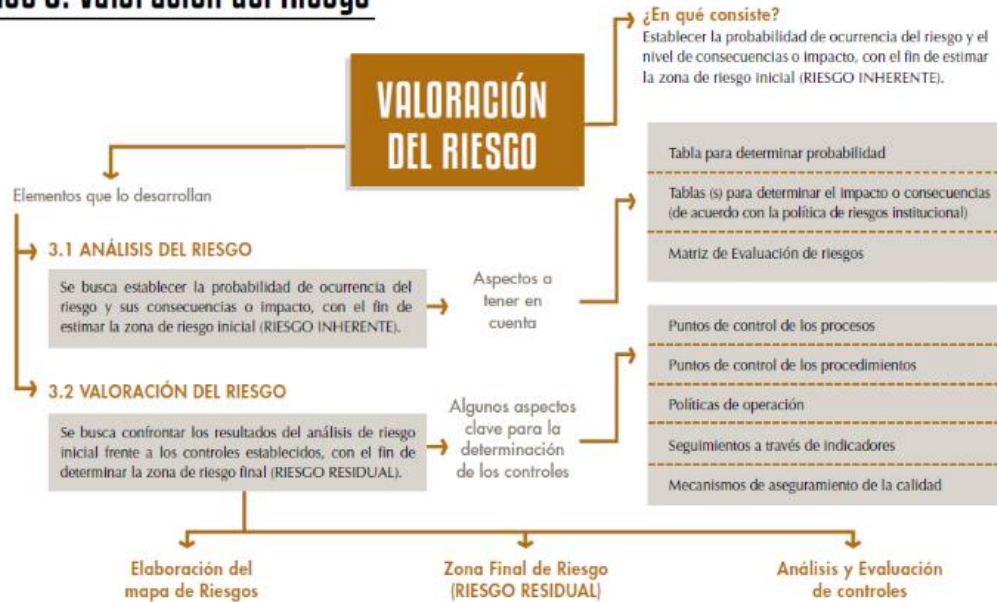 3: Valoración del Riesgo
¿En qué consiste?
Establecer la probabilidad de ocurrencia del riesgo y el
nivel de consecuencias o impacto, con el fin de estimar
la zona de riesgo inicial (RIESGO INHERENTE).
VALORACIÓN
DEL RIESGO
Elementos que lo desarrollan
3.1 ANÁLISIS DEL RIESGO
Se busca establecer la probabilidad de ocurrencia del
riesgo y sus consecuencias o impacto, con el fin de
estimar la zona de riesgo inicial (RIESGO INHERENTE).
Aspectos a
tener en
cuenta
Tabla para determinar probabilidad
Tablas (s) para determinar el impacto o consecuencias
(de acuerdo con la política de riesgos institucional)
Matriz de Evaluación de riesgos
3.2 VALORACIÓN DEL RIESGO
Se busca confrontar los resultados del análisis de riesgo
inicial frente a los controles establecidos, con el fin de
determinar la zona de riesgo final (RIESGO RESIDUAL).
Algunos aspectos
clave para la
determinación
de los controles
Puntos de control de los procesos
Puntos de control de los procedimientos
Políticas de operación
Seguimientos a través de indicadores
Mecanismos de aseguramiento de la calidad
Elaboración del
mapa de Riesgos
Zona Final de Riesgo
(RIESGO RESIDUAL)
Análisis y Evaluación
de controles